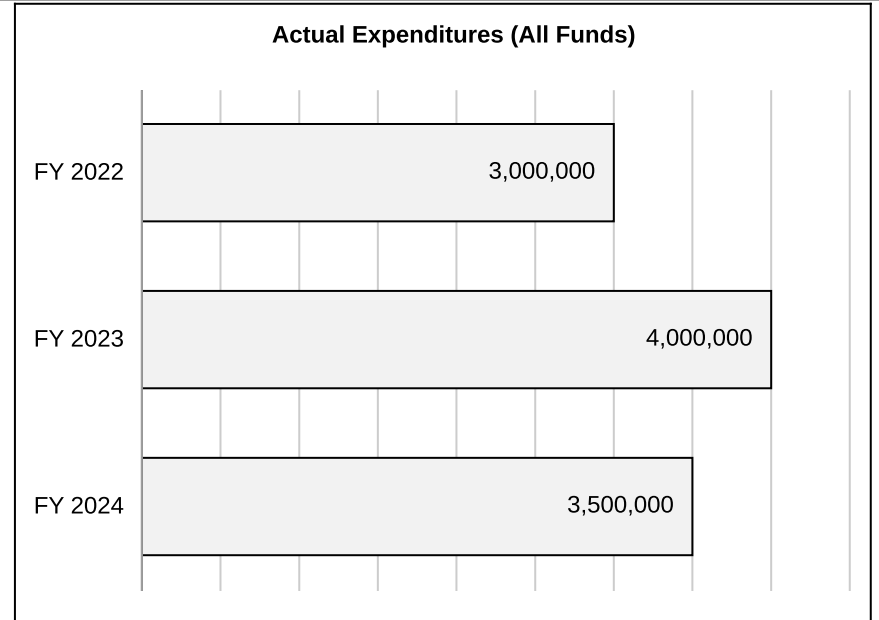 Actual Expenditures (All Funds)
FY 2022 3,000,000
FY 2023 4,000,000
FY 2024 3,500,000